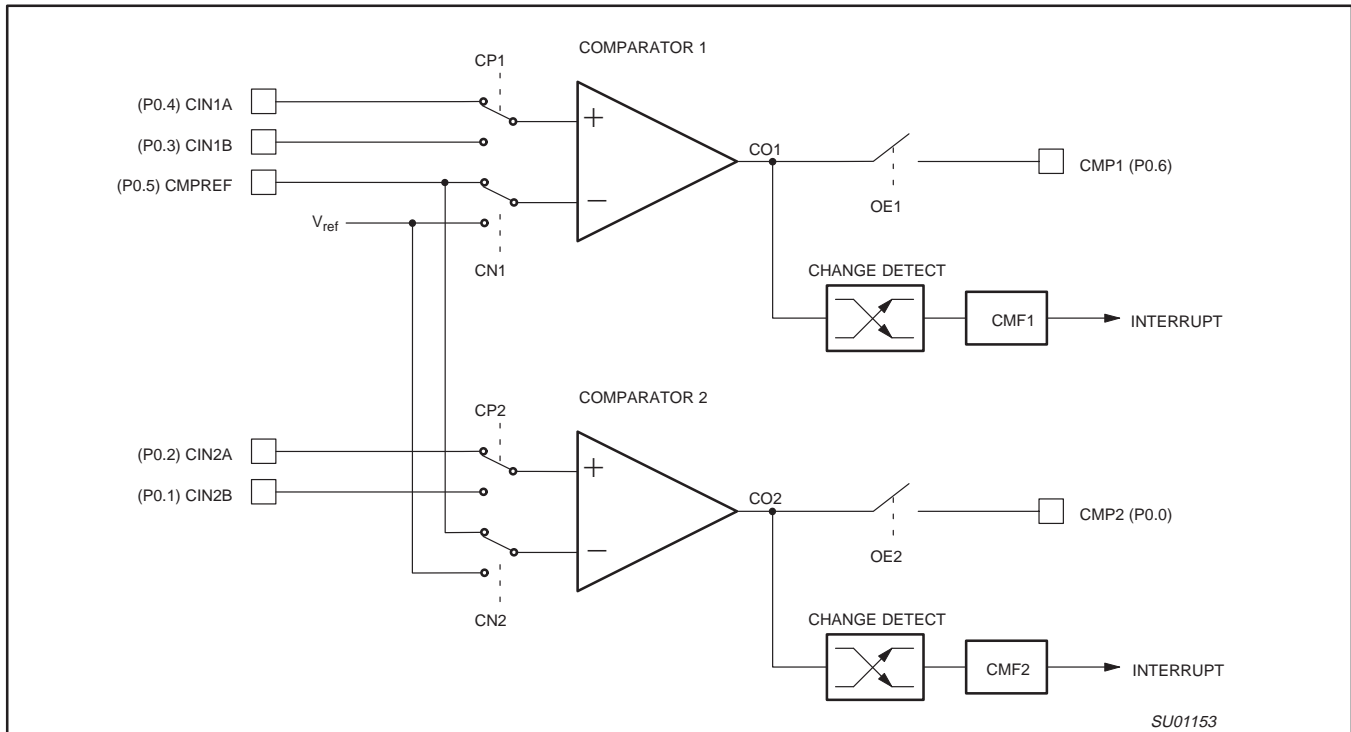 COMPARATOR 1
CP1
(P0.4) CIN1A
+
(P0.3) CIN1B
CO1
CMP1 (P0.6)
(P0.5) CMPREF
−
OE1
Vref
CN1
CHANGE DETECT
CMF1
INTERRUPT
COMPARATOR 2
CP2
(P0.2) CIN2A
+
(P0.1) CIN2B
CO2
CMP2 (P0.0)
−
OE2
CN2
CHANGE DETECT
CMF2
INTERRUPT
SU01153